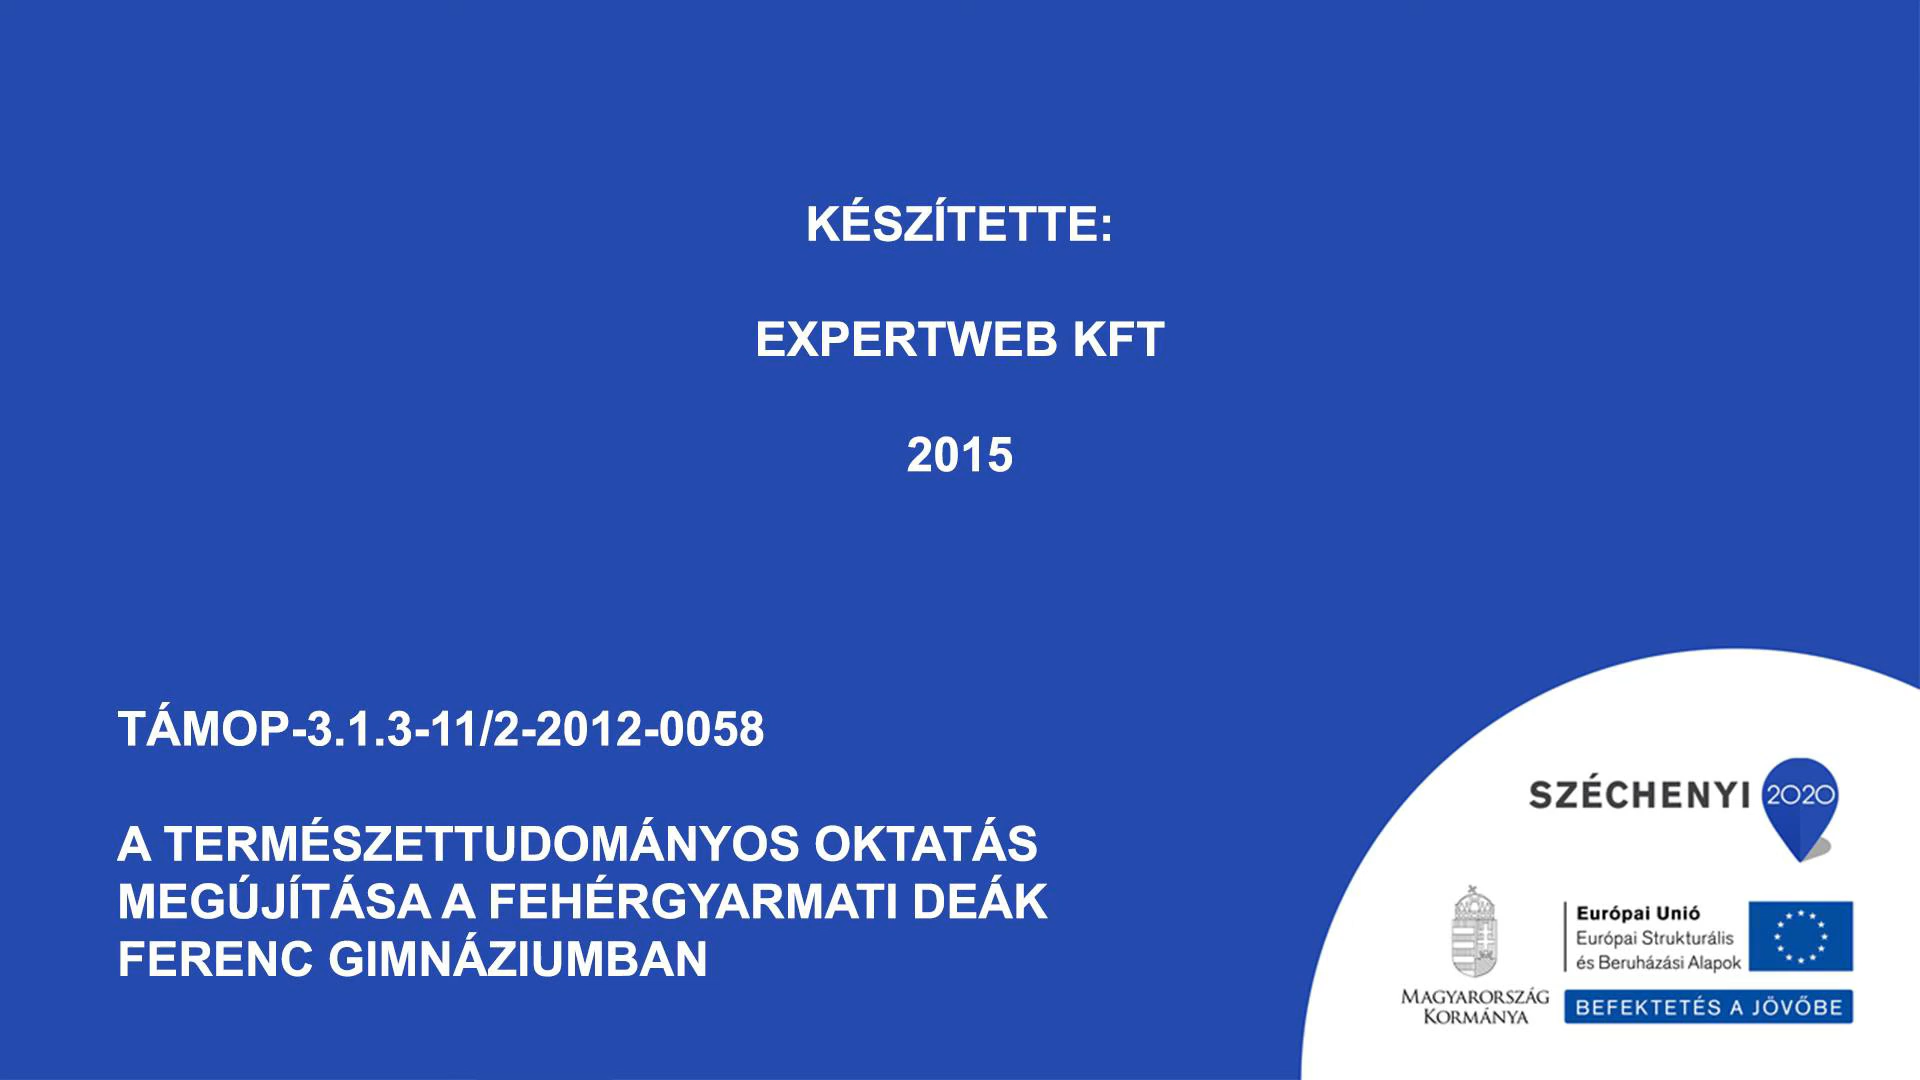 KÉSZÍTETTE:
EXPERTWEB KFT
2015
TÁMOP-3.1.3-11/2-2012-0058
A TERMÉSZETTUDOMÁNYOS OKTATÁS
MEGÚJÍTÁSA A FEHÉRGYARMATI DEÁK
FERENC GIMNÁZIUMBAN
SZÉCHENYI 2020
MAGYARORSZÁG
KORMÁNYA
Európai Unió
Európai Strukturális
és Beruházási Alapok
BEFEKTETÉS A JÖVŐBE